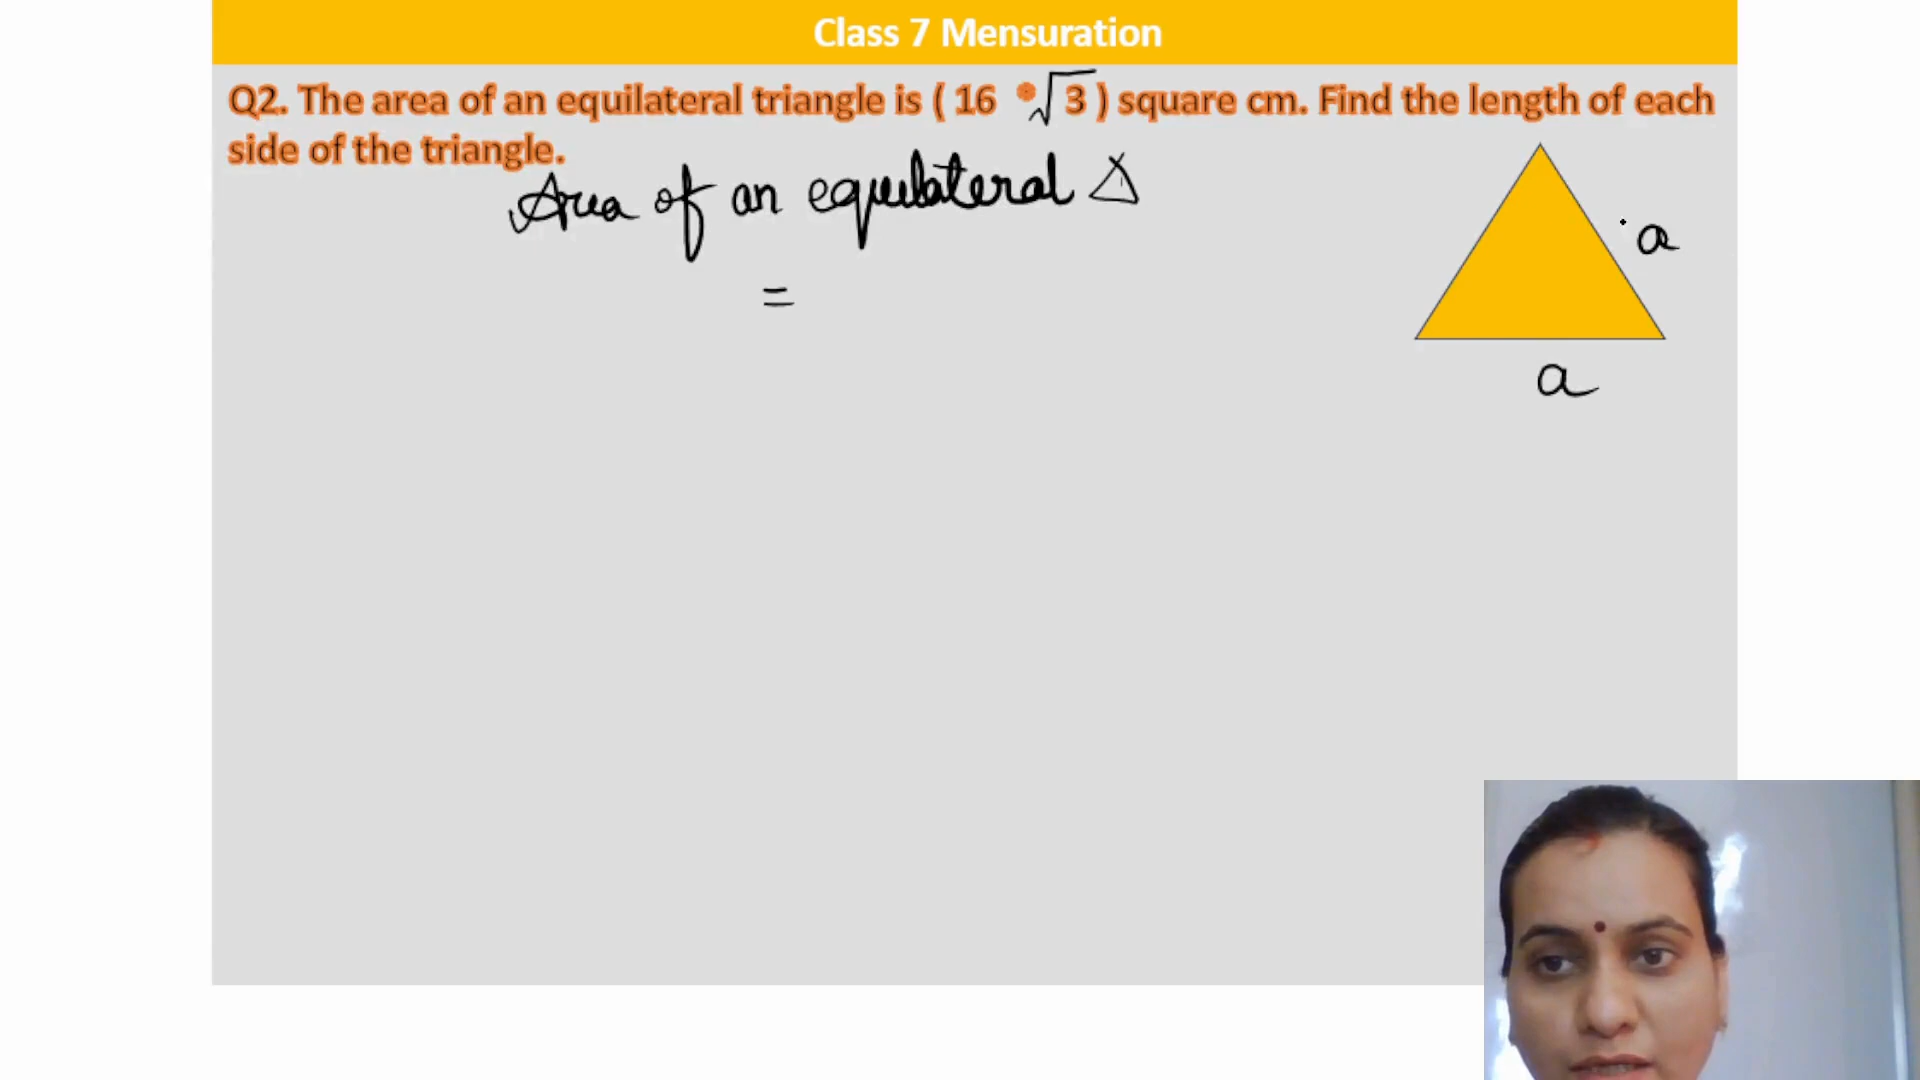 Class 7 Mensuration
Q2. The area of an equilateral triangle is ( 16 * √3 ) square cm. Find the length of each
side of the triangle.
Area of an equilateral Δ
=
a
a